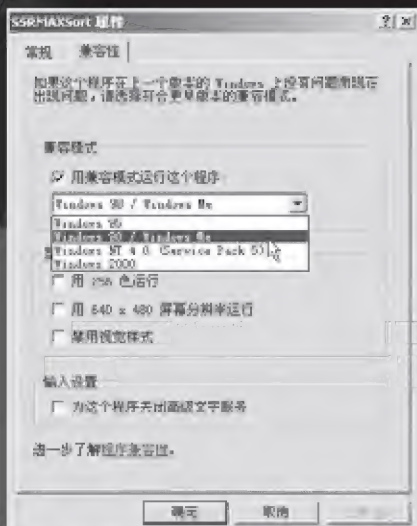 SSRMAXSort 属性
常规 兼容性
如果这个程序在上一个版本的 Windows 上没有问题而现在
出现问题，请选择符合更早版本的兼容模式。
兼容模式
用兼容模式运行这个程序：
Windows 98 / Windows Me
Windows 95
Windows 98 / Windows Me
Windows NT 4.0 (Service Pack 5)
Windows 2000
用 256 色运行
用 640 x 480 屏幕分辨率运行
禁用视觉样式
输入设置
为这个程序关闭高级文字服务
进一步了解程序兼容性。
确定 取消